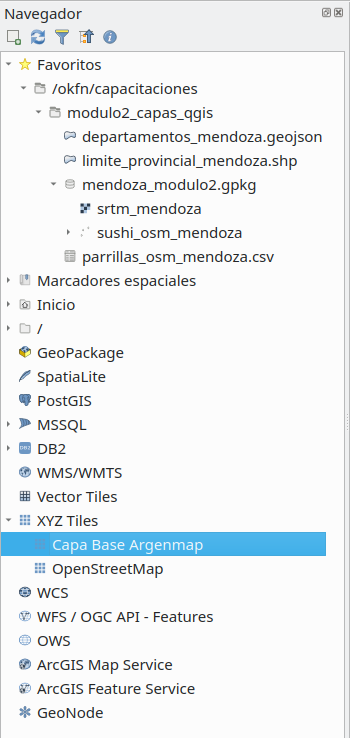 Navegador
Favoritos
/okfn/capacitaciones
modulo2_capas_qgis
departamentos_mendoza.geojson
limite_provincial_mendoza.shp
mendoza_modulo2.gpkg
srtm_mendoza
sushi_osm_mendoza
parrillas_osm_mendoza.csv
Marcadores espaciales
Inicio
/
GeoPackage
SpatiaLite
PostGIS
MSSQL
DB2
WMS/WMTS
Vector Tiles
XYZ Tiles
Capa Base Argenmap
OpenStreetMap
WCS
WFS / OGC API - Features
OWS
ArcGIS Map Service
ArcGIS Feature Service
GeoNode